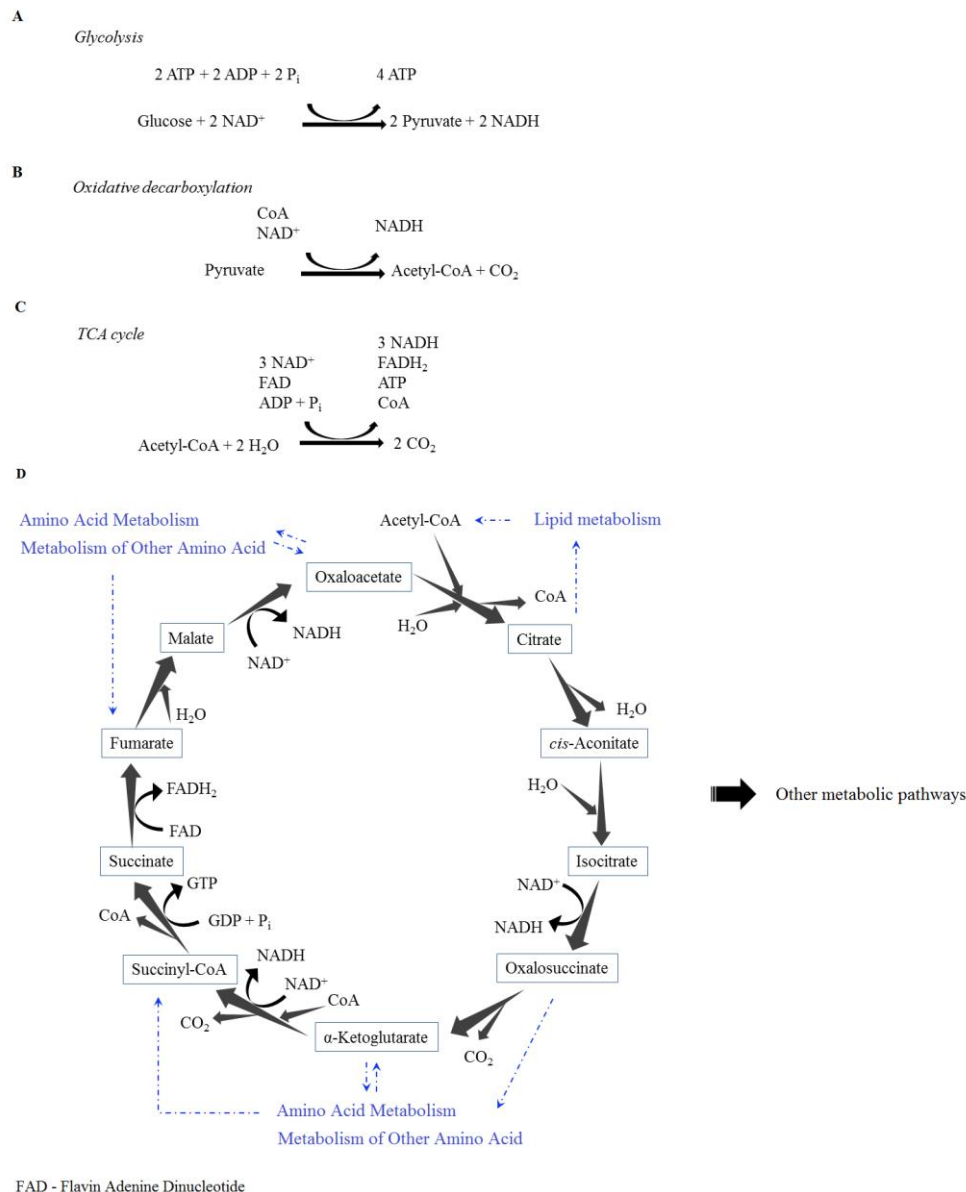 A
Glycolysis
2 ATP + 2 ADP + 2 Pᵢ 4 ATP
Glucose + 2 NAD⁺ 2 Pyruvate + 2 NADH
B
Oxidative decarboxylation
CoA
NAD⁺ NADH
Pyruvate Acetyl-CoA + CO₂
C
TCA cycle
3 NADH
3 NAD⁺ FADH₂
FAD ATP
ADP + Pᵢ CoA
Acetyl-CoA + 2 H₂O 2 CO₂
D
Amino Acid Metabolism
Metabolism of Other Amino Acid
Acetyl-CoA
Lipid metabolism
Oxaloacetate
CoA
H₂O
Citrate
Malate
NADH
NAD⁺
H₂O
H₂O
Fumarate
cis-Aconitate
FADH₂
H₂O
Other metabolic pathways
FAD
Succinate
Isocitrate
GTP
NAD⁺
CoA
GDP + Pᵢ
NADH
NADH
Succinyl-CoA
Oxalosuccinate
NAD⁺
CoA
CO₂
α-Ketoglutarate
CO₂
Amino Acid Metabolism
Metabolism of Other Amino Acid
FAD - Flavin Adenine Dinucleotide